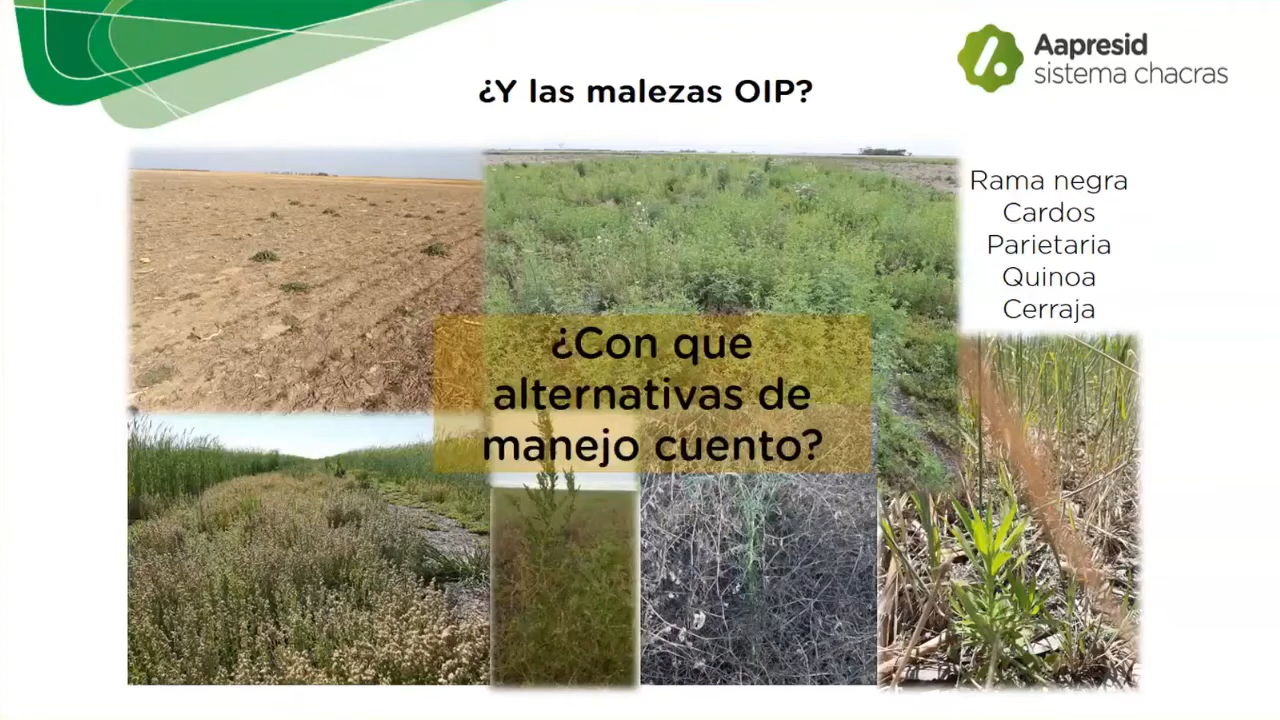 Aapresid
sistema chacras
¿Y las malezas OIP?
Rama negra
Cardos
Parietaria
Quinoa
Cerraja
¿Con que
alternativas de
manejo cuento?